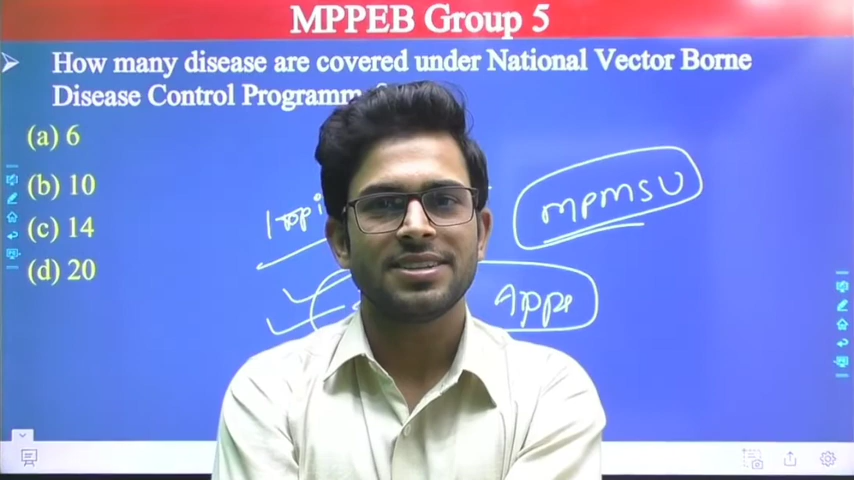 MPPEB Group 5
How many disease are covered under National Vector Borne
Disease Control Programm
(a) 6
(b) 10
(c) 14
(d) 20
MPMSU